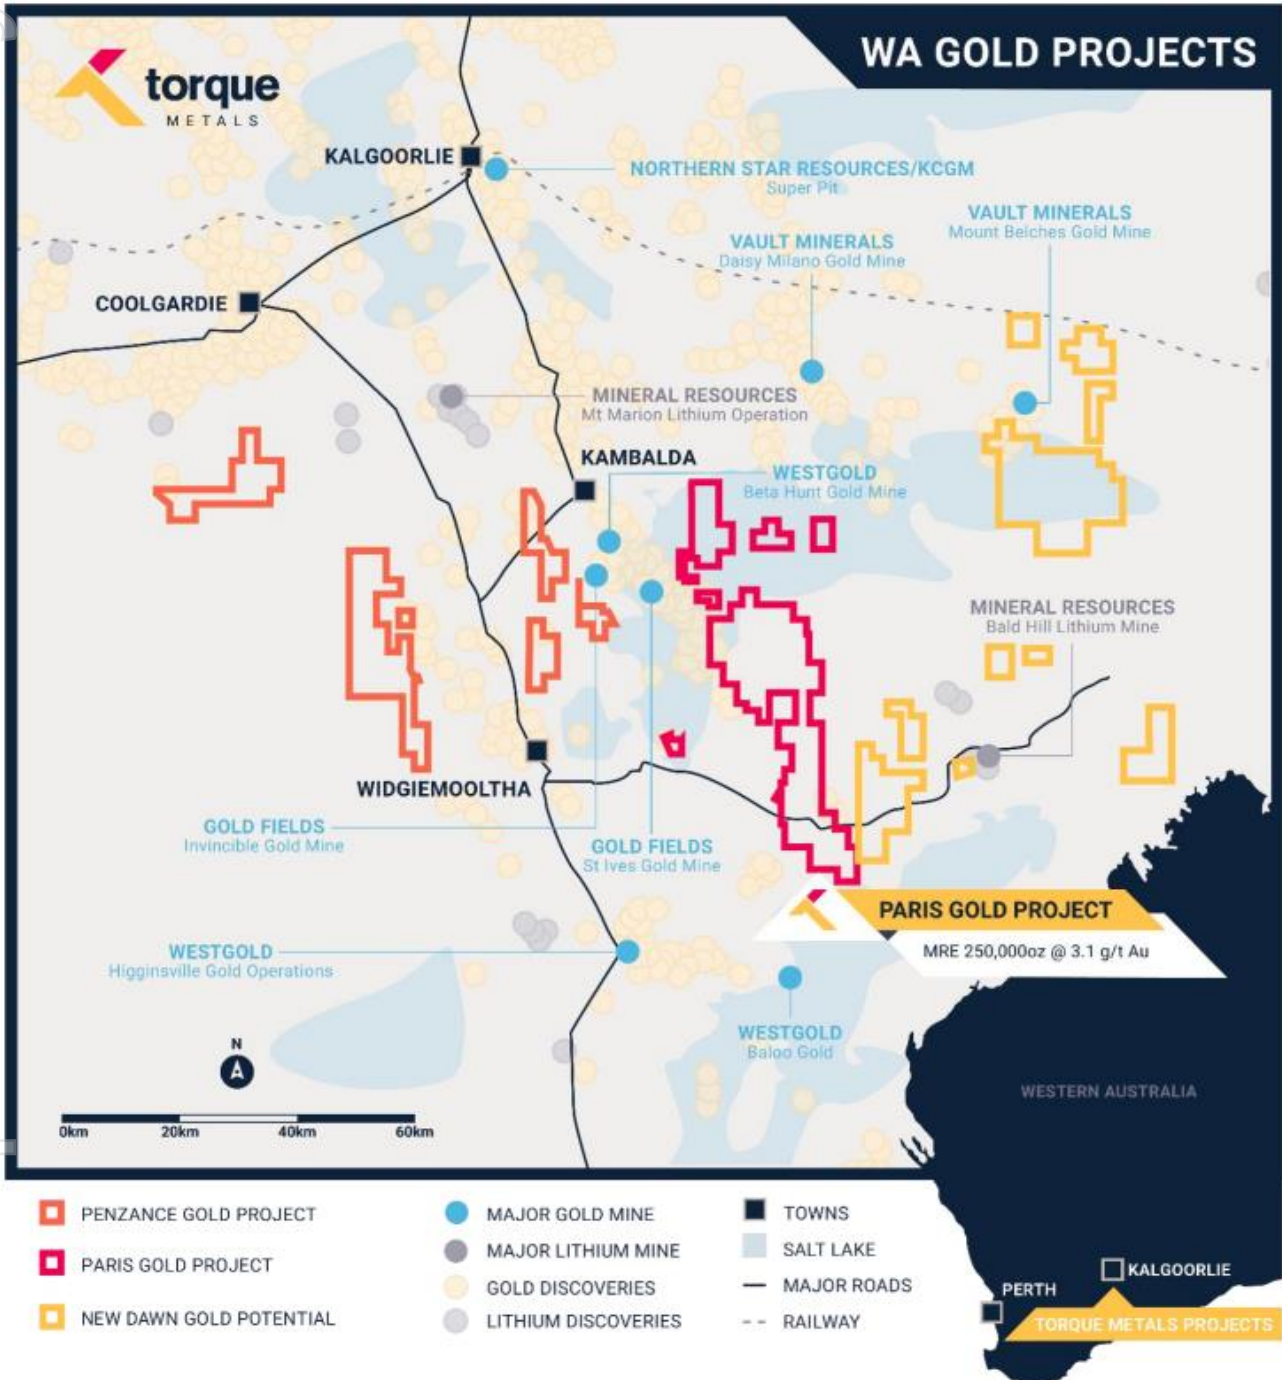 WA GOLD PROJECTS
torque
METALS
KALGOORLIE
NORTHERN STAR RESOURCES/KCGM
Super Pit
VAULT MINERALS
Mount Belches Gold Mine
VAULT MINERALS
Daisy Milano Gold Mine
COOLGARDIE
MINERAL RESOURCES
Mt Marion Lithium Operation
KAMBALDA
WESTGOLD
Beta Hunt Gold Mine
MINERAL RESOURCES
Bald Hill Lithium Mine
WIDGIEMOOLTHA
GOLD FIELDS
Invincible Gold Mine
GOLD FIELDS
St Ives Gold Mine
PARIS GOLD PROJECT
MRE 250,000oz @ 3.1 g/t Au
WESTGOLD
Higginsville Gold Operations
WESTGOLD
Baloo Gold
N
0km 20km 40km 60km
WESTERN AUSTRALIA
PENZANCE GOLD PROJECT
PARIS GOLD PROJECT
NEW DAWN GOLD POTENTIAL
MAJOR GOLD MINE
MAJOR LITHIUM MINE
GOLD DISCOVERIES
LITHIUM DISCOVERIES
TOWNS
SALT LAKE
MAJOR ROADS
RAILWAY
KALGOORLIE
PERTH
TORQUE METALS PROJECTS